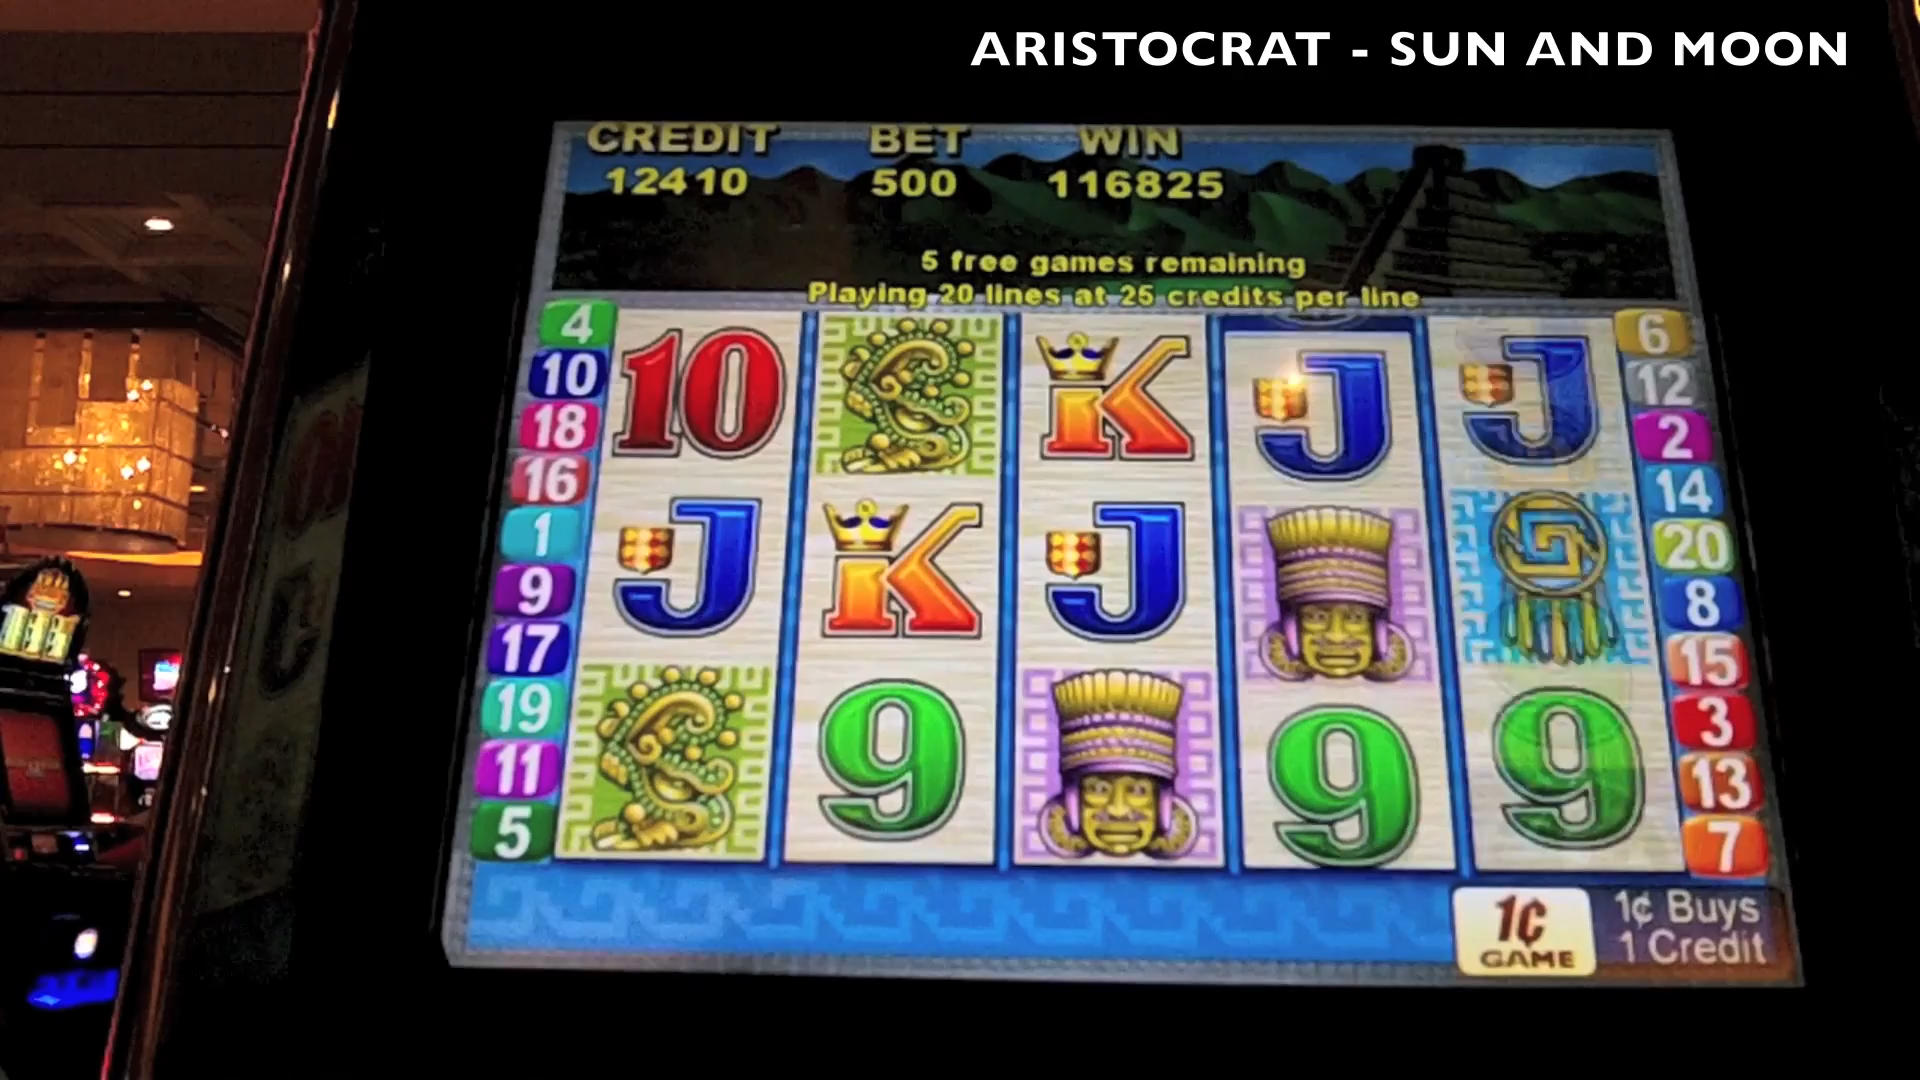 ARISTOCRAT - SUN AND MOON
CREDIT BET WIN
12410 500 116825
5 free games remaining
Playing 20 lines at 25 credits per line
4
10
18
16
1
9
17
19
11
5
10 K J J
J K J
9 9 9
6
12
2
14
20
8
15
3
13
7
1¢ GAME
1¢ Buys
1 Credit